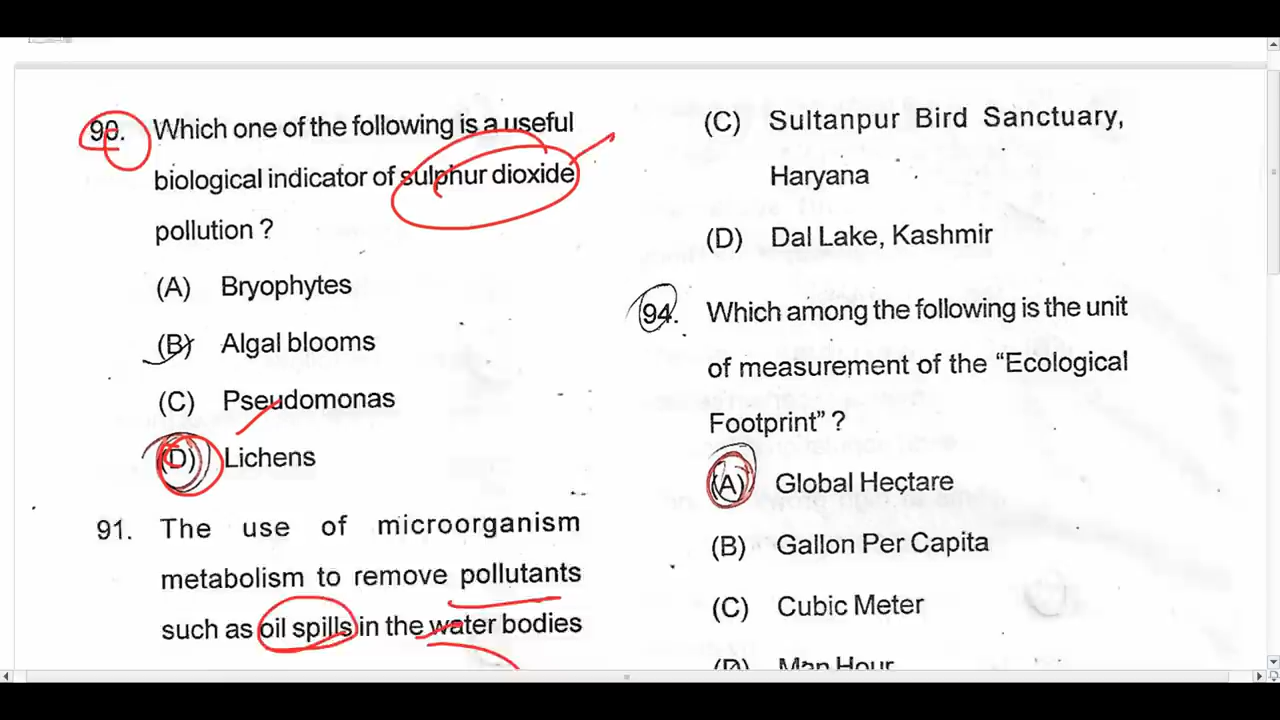 90. Which one of the following is a useful
biological indicator of sulphur dioxide
pollution ?
(A) Bryophytes
(B) Algal blooms
(C) Pseudomonas
(D) Lichens
91. The use of microorganism
metabolism to remove pollutants
such as oil spills in the water bodies
(C) Sultanpur Bird Sanctuary,
Haryana
(D) Dal Lake, Kashmir
94. Which among the following is the unit
of measurement of the “Ecological
Footprint” ?
(A) Global Hectare
(B) Gallon Per Capita
(C) Cubic Meter
(D) Man Hour